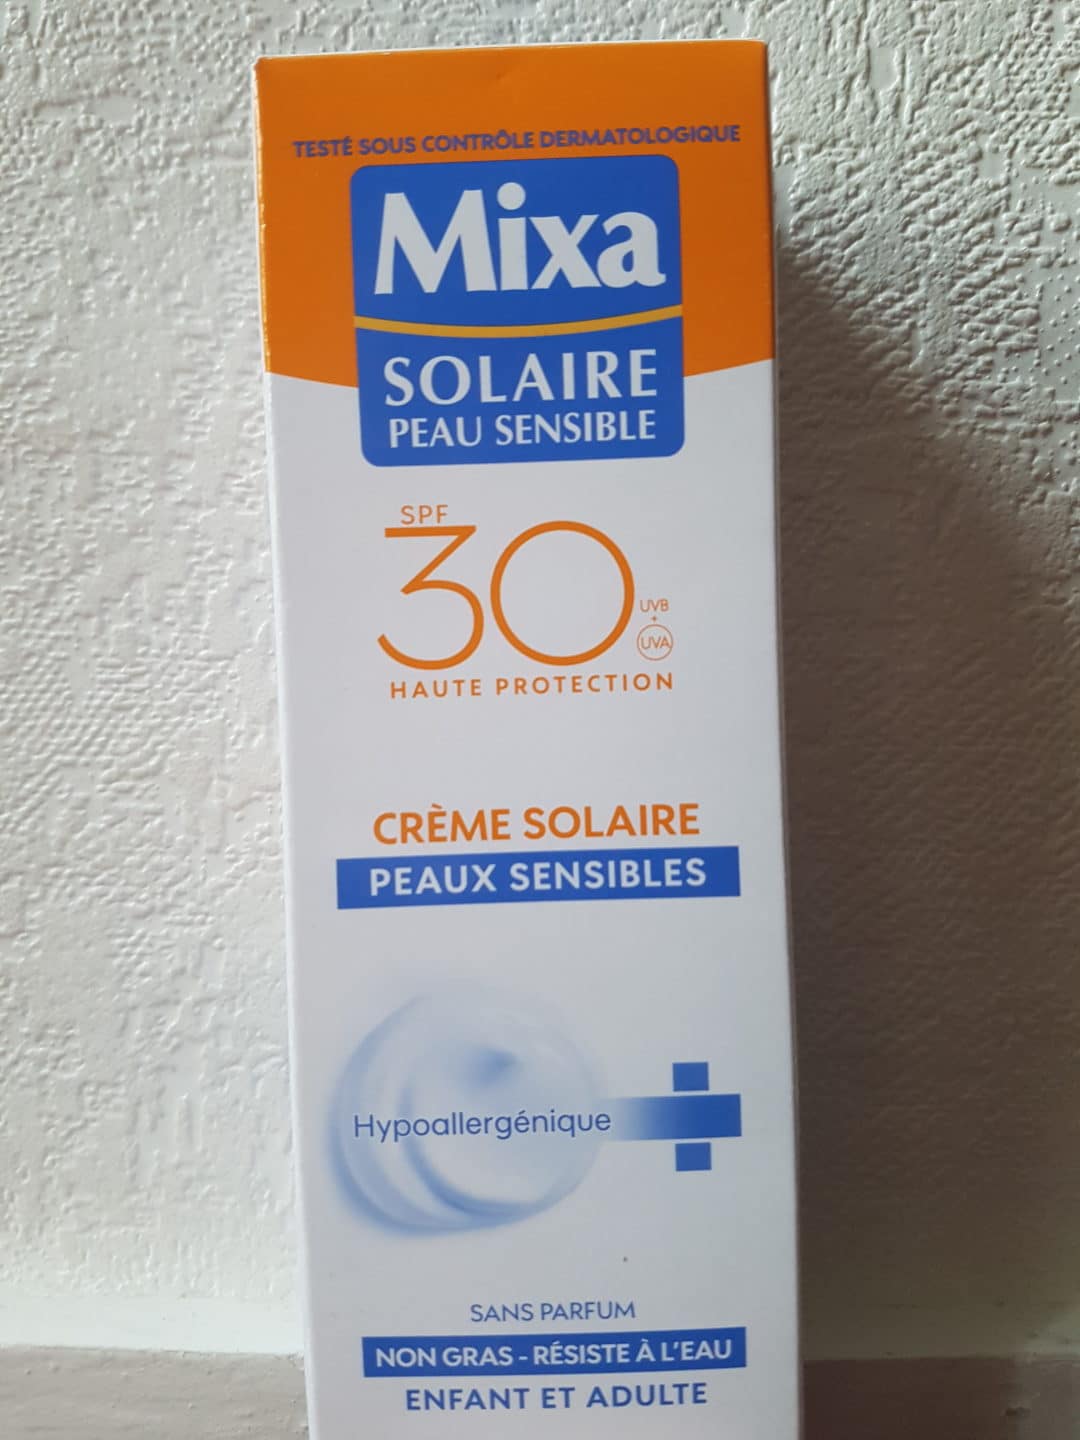 TESTÉ SOUS CONTRÔLE DERMATOLOGIQUE
Mixa
SOLAIRE
PEAU SENSIBLE
SPF
30
UVB
+
UVA
HAUTE PROTECTION
CRÈME SOLAIRE
PEAUX SENSIBLES
Hypoallergénique
SANS PARFUM
NON GRAS - RÉSISTE À L'EAU
ENFANT ET ADULTE